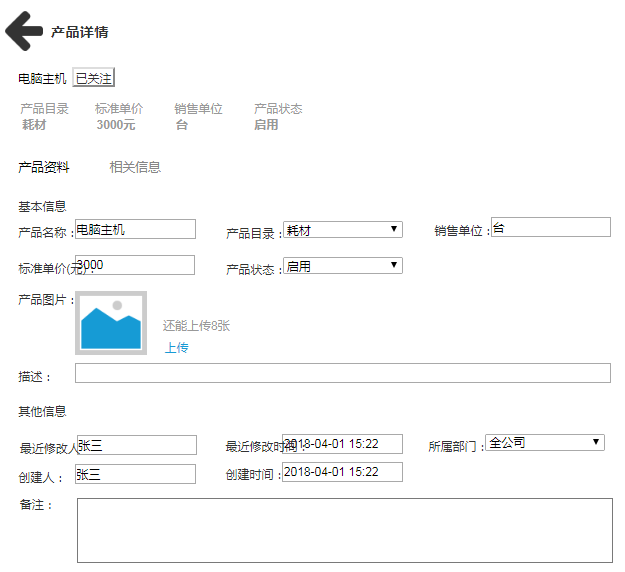 产品详情
电脑主机 已关注
产品目录 标准单价 销售单位 产品状态
耗材 3000元 台 启用
产品资料 相关信息
基本信息
产品名称： 电脑主机 产品目录： 耗材 销售单位： 台
标准单价(元)： 3000 产品状态： 启用
产品图片：
还能上传8张
上传
描述：
其他信息
最近修改人 张三 最近修改时间： 2018-04-01 15:22 所属部门： 全公司
创建人： 张三 创建时间： 2018-04-01 15:22
备注：